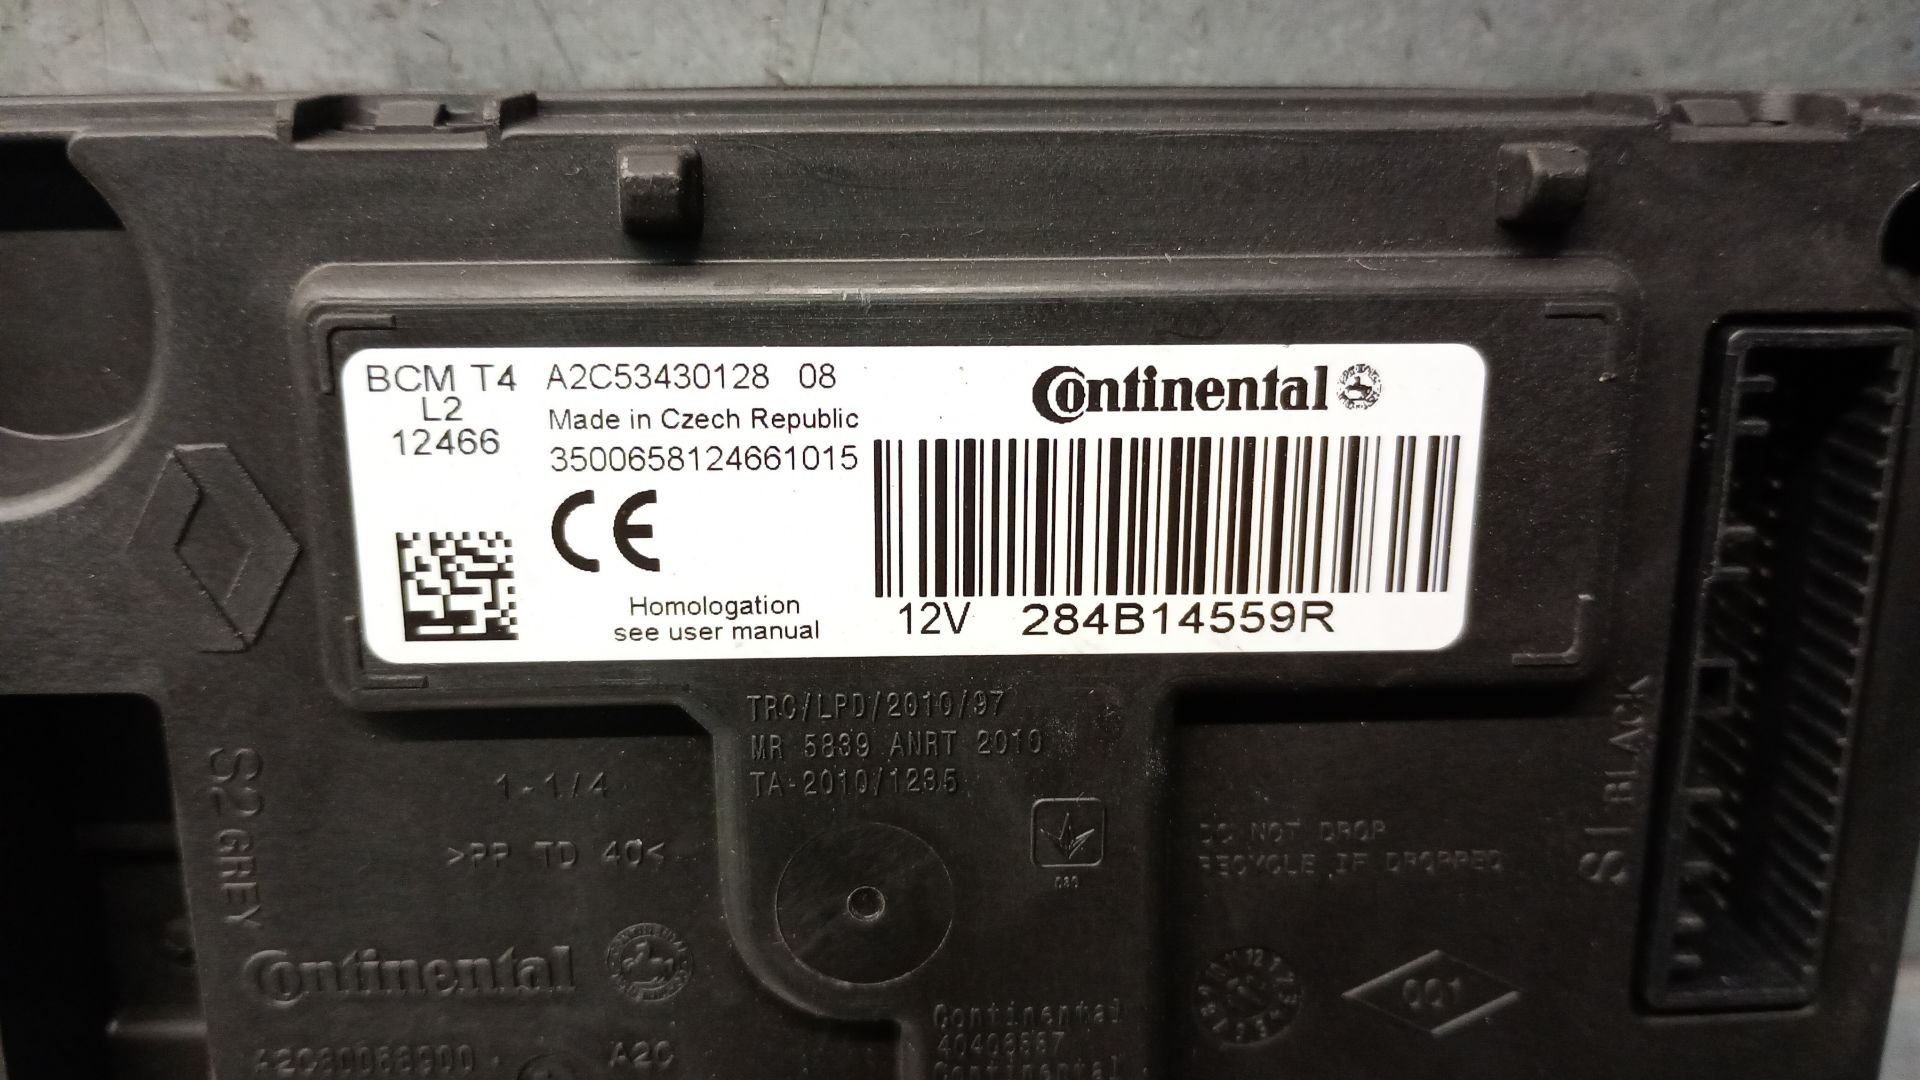 BCM T4
L2
12466
A2C53430128 08
Made in Czech Republic
3500658124661015
CE
Homologation
see user manual
Continental
12V 284B14559R
TRC/LPD/2010/97
MR 5839 ANRT 2010
TA-2010/1235
1-1/4
>PP TD 40<
S2 GREY
S1 BLACK
DO NOT DROP
RECYCLE IF DROPPED
Continental
001
Continental
A2C
Continental